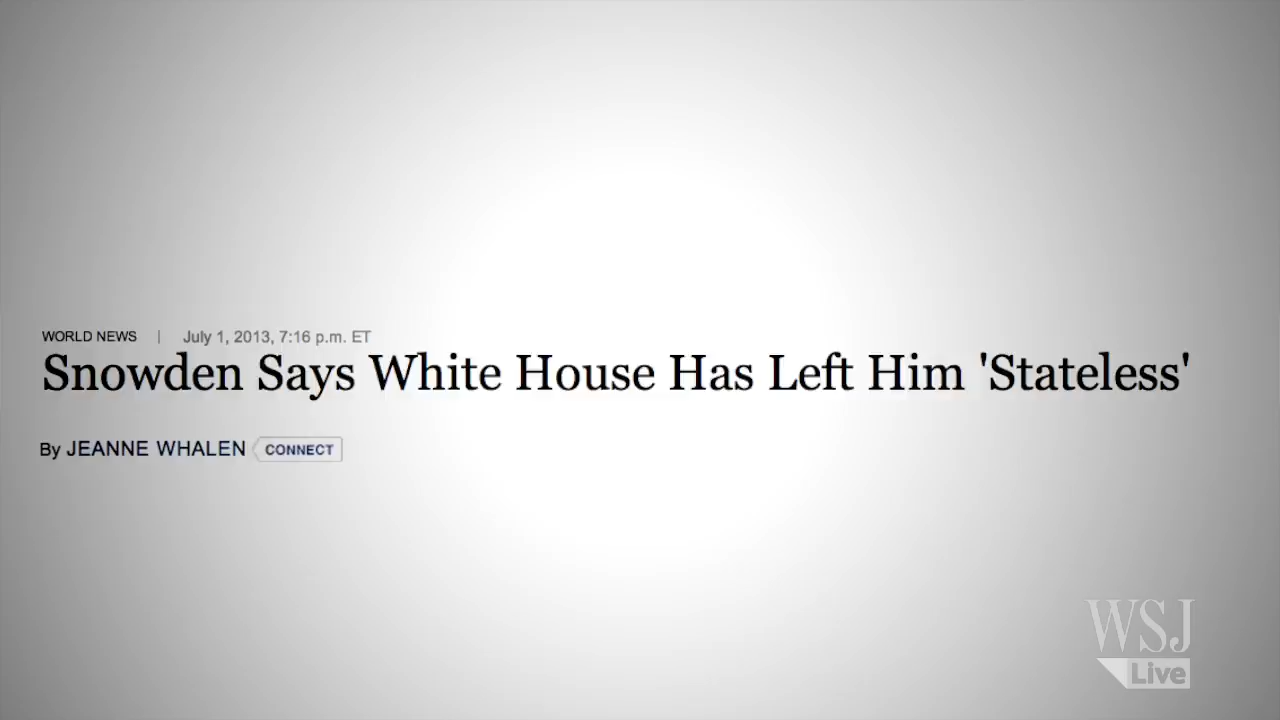 WORLD NEWS | July 1, 2013, 7:16 p.m. ET
Snowden Says White House Has Left Him 'Stateless'
By JEANNE WHALEN CONNECT
WSJ
Live